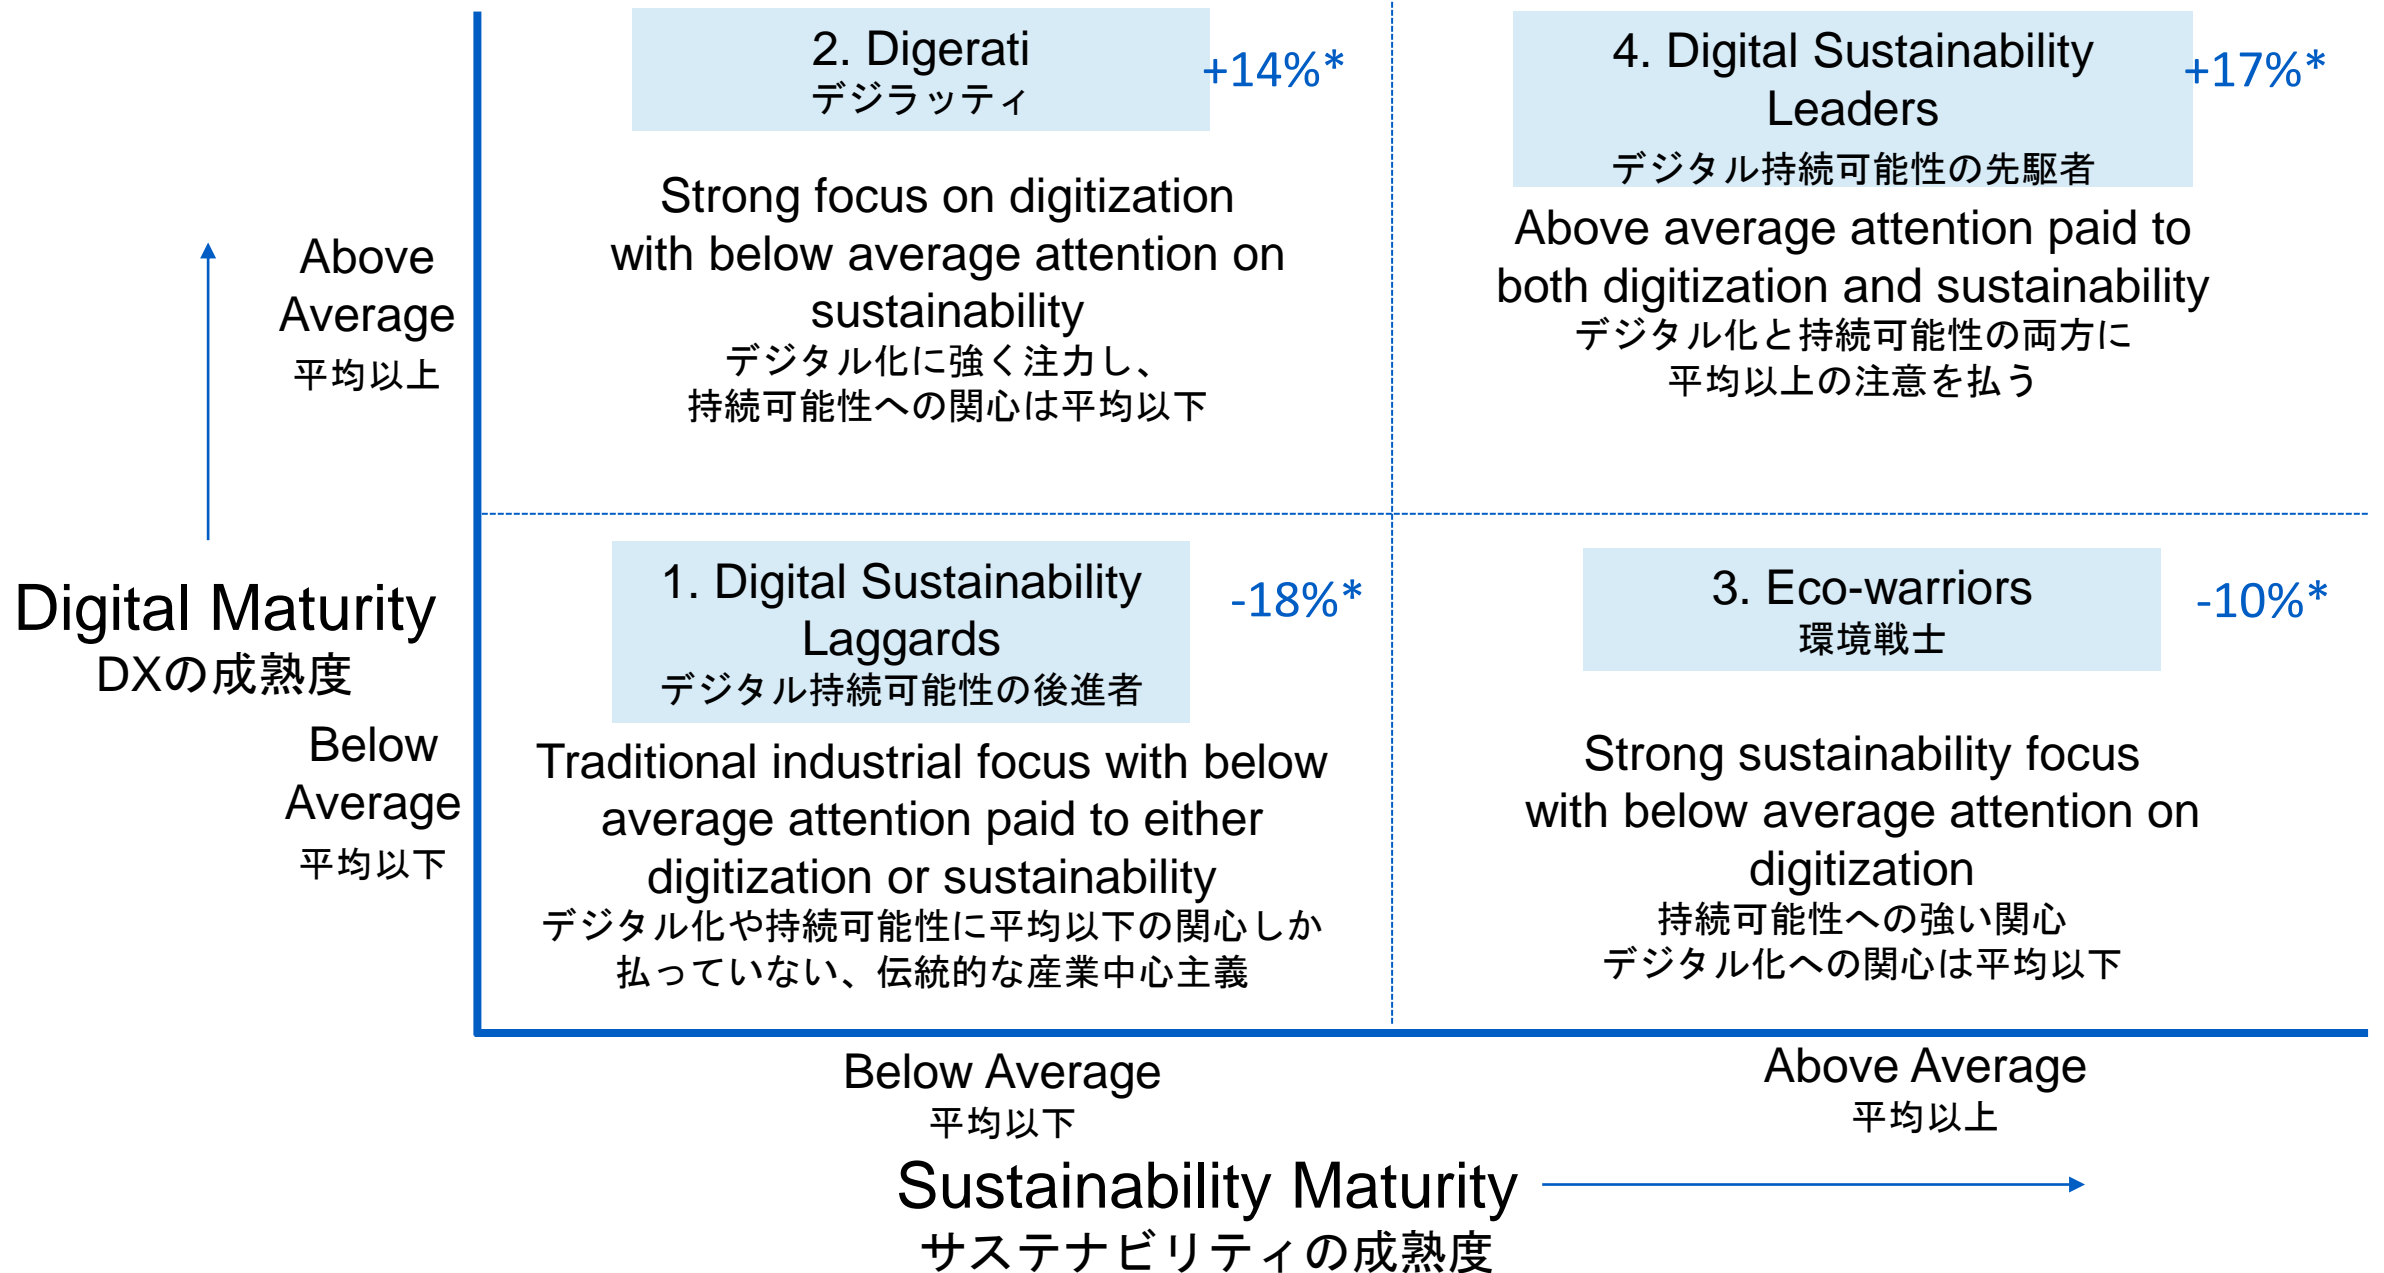 2. Digerati
デジラッティ
+14%*
Strong focus on digitization
with below average attention on
sustainability
デジタル化に強く注力し、
持続可能性への関心は平均以下
4. Digital Sustainability
Leaders
デジタル持続可能性の先駆者
+17%*
Above average attention paid to
both digitization and sustainability
デジタル化と持続可能性の両方に
平均以上の注意を払う
Above
Average
平均以上
Digital Maturity
DXの成熟度
Below
Average
平均以下
1. Digital Sustainability
Laggards
デジタル持続可能性の後進者
-18%*
Traditional industrial focus with below
average attention paid to either
digitization or sustainability
デジタル化や持続可能性に平均以下の関心しか
払っていない、伝統的な産業中心主義
3. Eco-warriors
環境戦士
-10%*
Strong sustainability focus
with below average attention on
digitization
持続可能性への強い関心
デジタル化への関心は平均以下
Below Average
平均以下
Above Average
平均以上
Sustainability Maturity
サステナビリティの成熟度